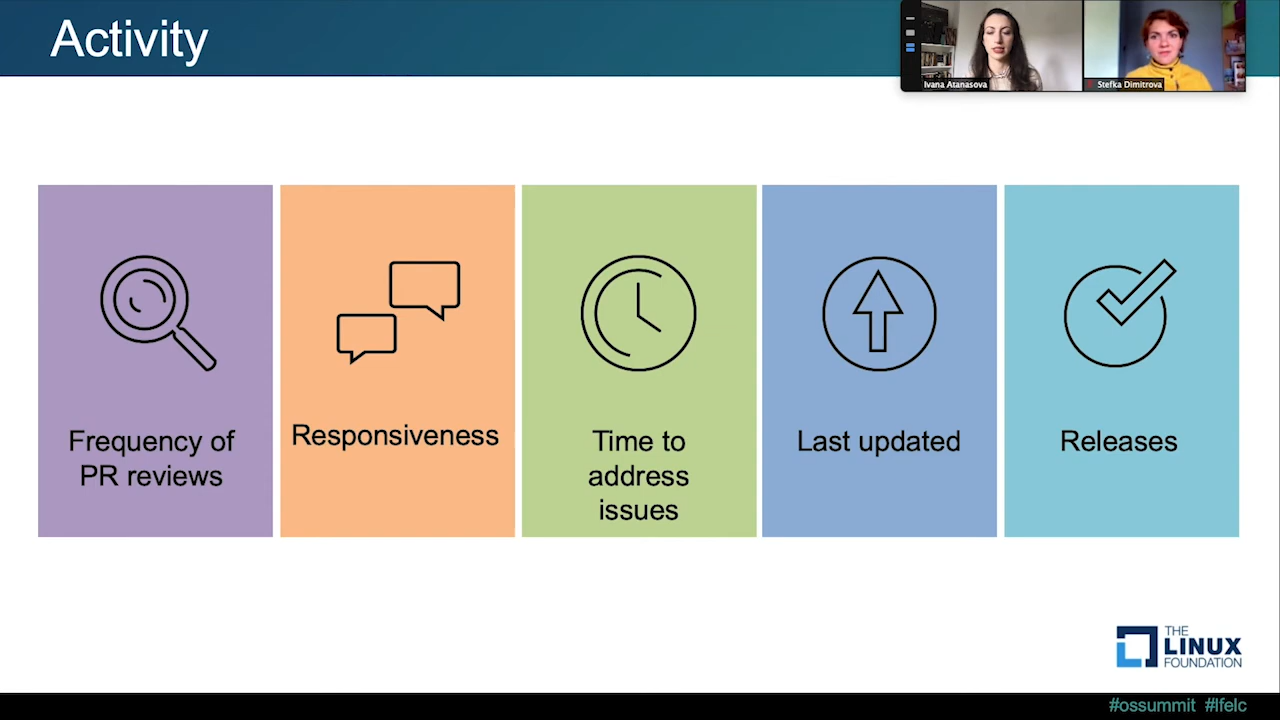 Activity
Ivana Atanasova
Stefka Dimitrova
Frequency of
PR reviews
Responsiveness
Time to
address
issues
Last updated
Releases
THE
LINUX
FOUNDATION
#ossummit #lfelc